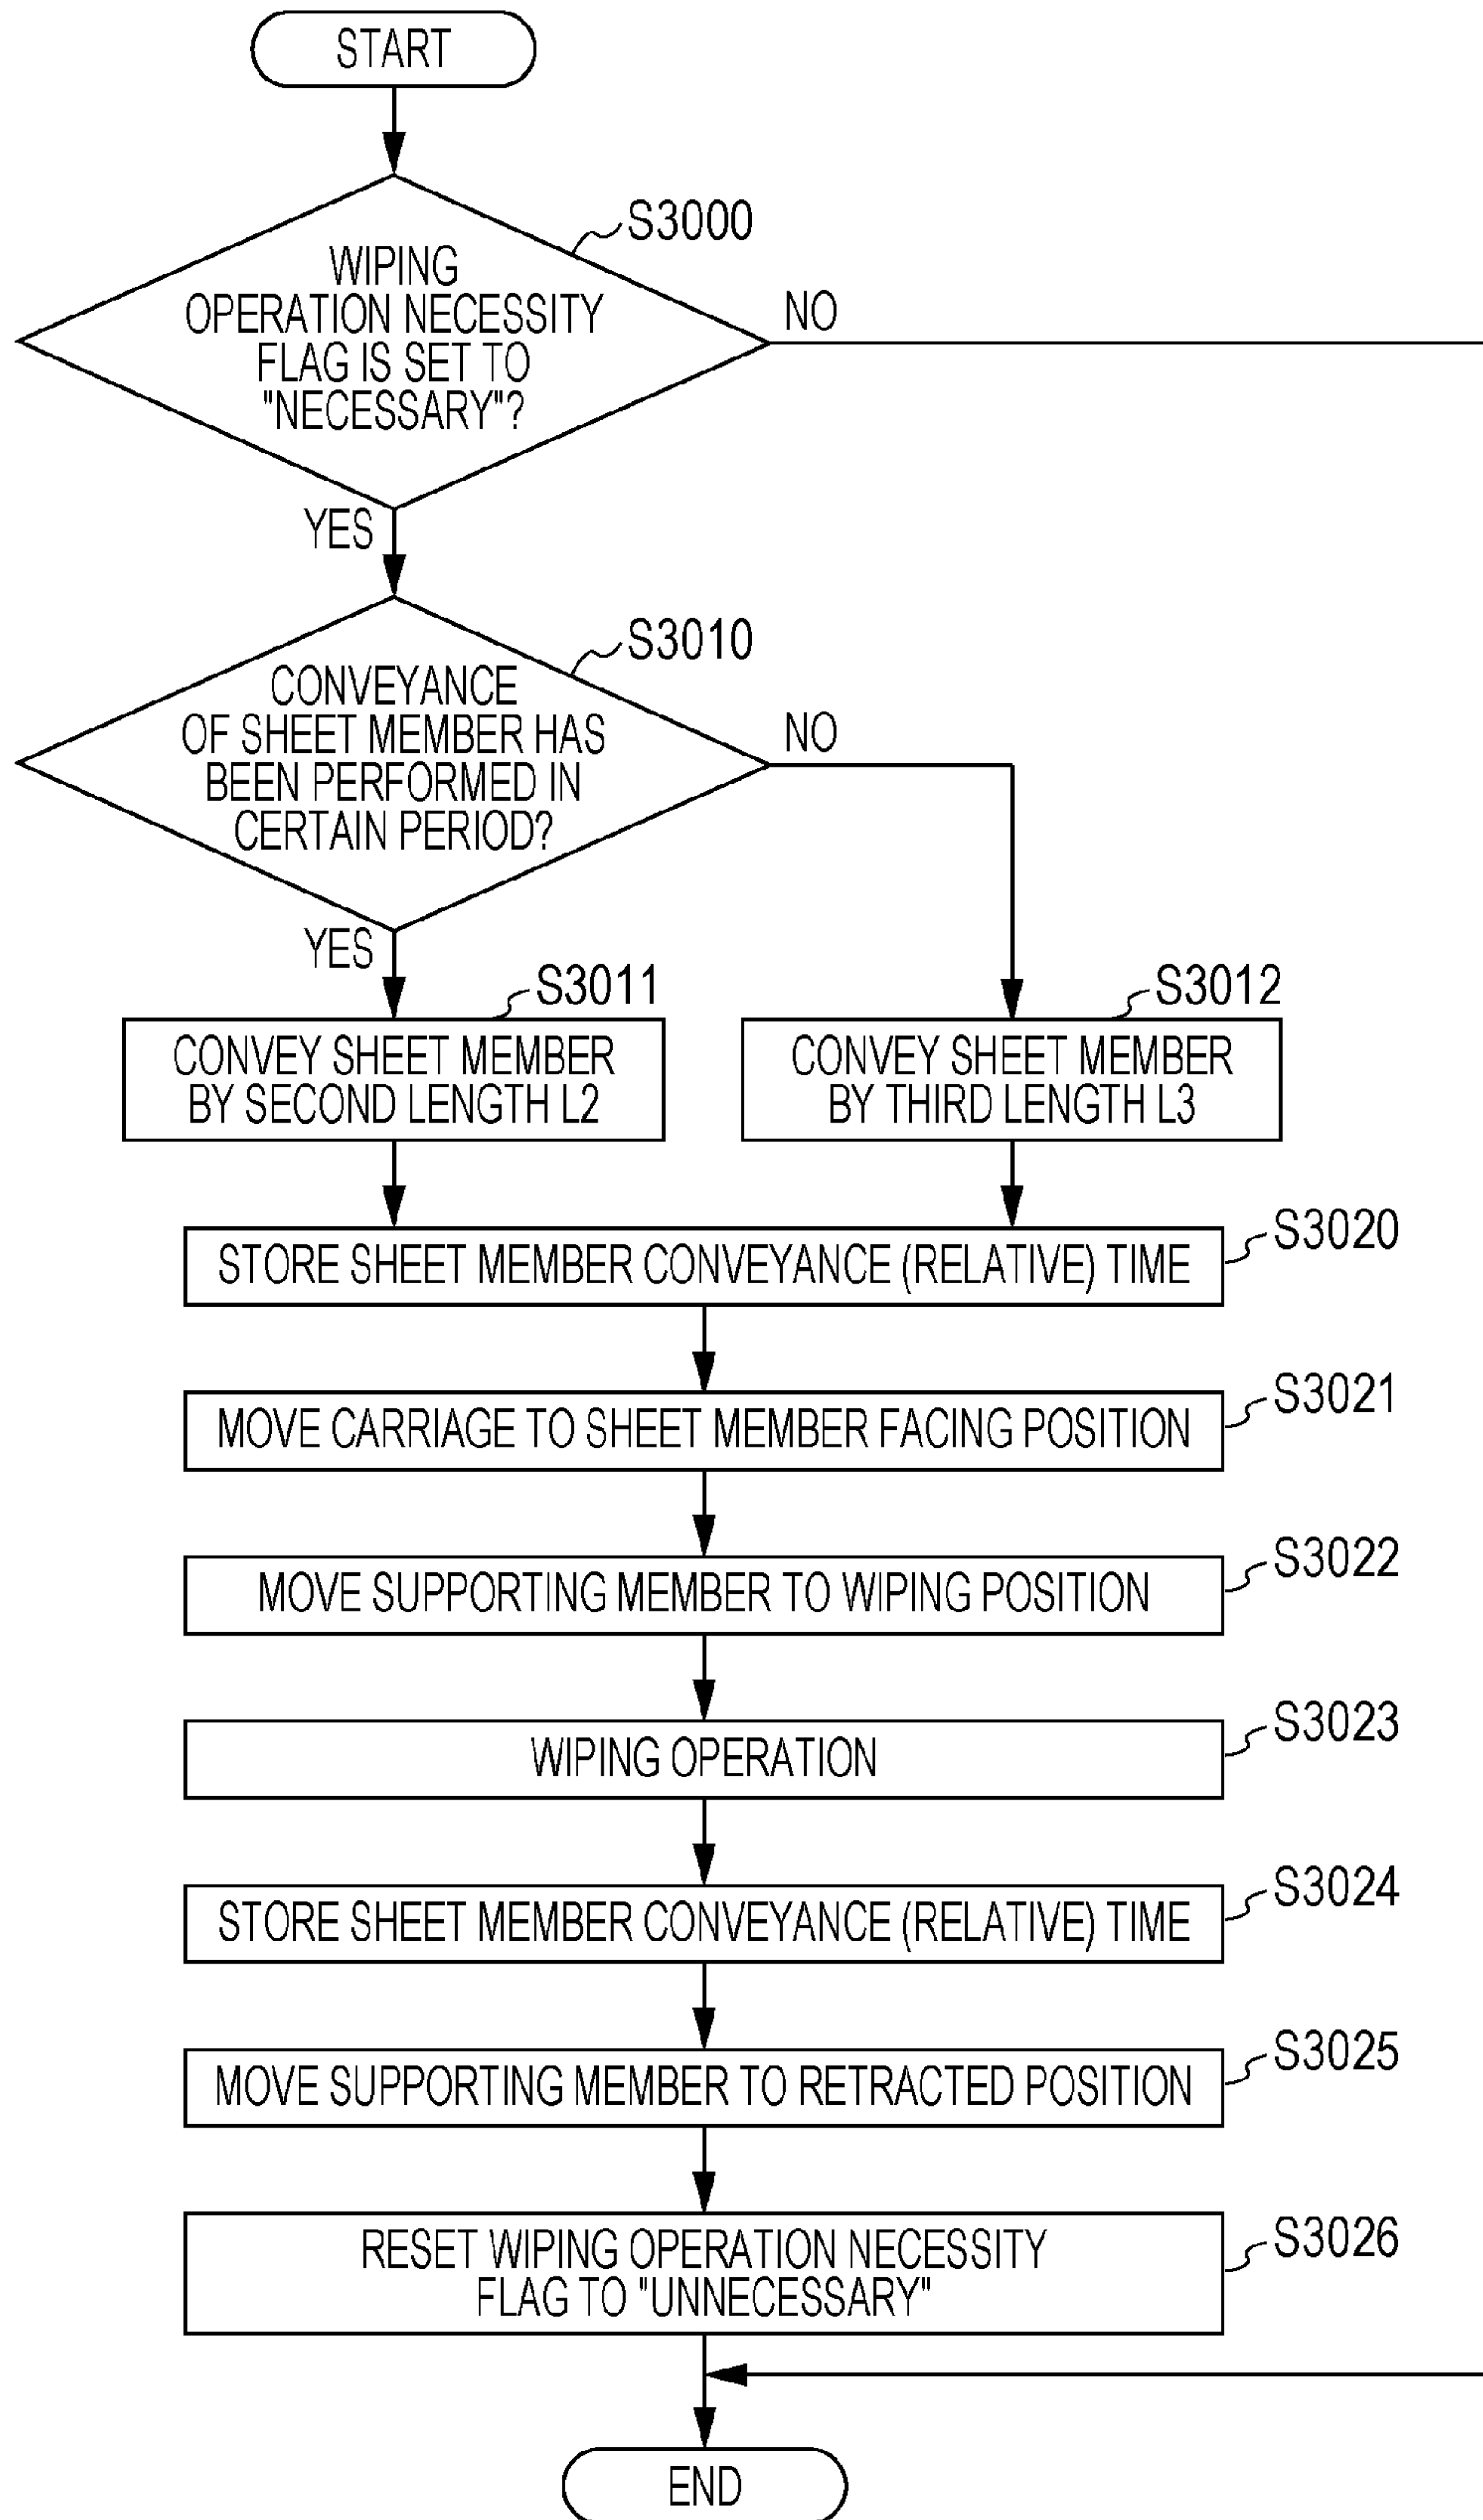 START
S3000
WIPING
OPERATION NECESSITY
FLAG IS SET TO
"NECESSARY"?
NO
YES
S3010
CONVEYANCE
OF SHEET MEMBER HAS
BEEN PERFORMED IN
CERTAIN PERIOD?
NO
YES
S3011
CONVEY SHEET MEMBER
BY SECOND LENGTH L2
S3012
CONVEY SHEET MEMBER
BY THIRD LENGTH L3
S3020
STORE SHEET MEMBER CONVEYANCE (RELATIVE) TIME
S3021
MOVE CARRIAGE TO SHEET MEMBER FACING POSITION
S3022
MOVE SUPPORTING MEMBER TO WIPING POSITION
S3023
WIPING OPERATION
S3024
STORE SHEET MEMBER CONVEYANCE (RELATIVE) TIME
S3025
MOVE SUPPORTING MEMBER TO RETRACTED POSITION
S3026
RESET WIPING OPERATION NECESSITY
FLAG TO "UNNECESSARY"
END